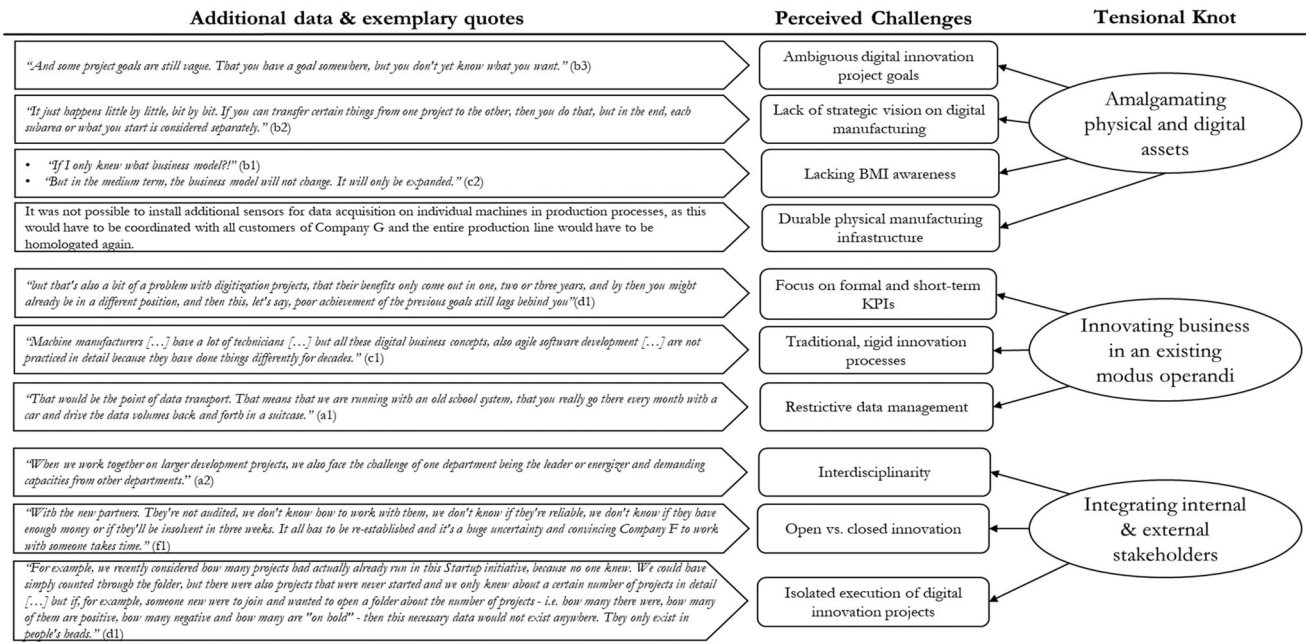 Additional data & exemplary quotes
Perceived Challenges
Tensional Knot
“And some project goals are still vague. That you have a goal somewhere, but you don't yet know what you want.” (b3)
Ambiguous digital innovation
project goals
“It just happens little by little, bit by bit. If you can transfer certain things from one project to the other, then you do that, but in the end, each
subarea or what you start is considered separately.” (b2)
Lack of strategic vision on digital
manufacturing
• “If I only knew what business model?!” (b1)
• “But in the medium term, the business model will not change. It will only be expanded.” (c2)
Lacking BMI awareness
It was not possible to install additional sensors for data acquisition on individual machines in production processes, as this
would have to be coordinated with all customers of Company G and the entire production line would have to be
homologated again.
Durable physical manufacturing
infrastructure
Amalgamating
physical and digital
assets
“but that's also a bit of a problem with digitization projects, that their benefits only come out in one, two or three years, and by then you might
already be in a different position, and then this, let's say, poor achievement of the previous goals still lags behind you”(d1)
Focus on formal and short-term
KPIs
“Machine manufacturers […] have a lot of technicians […] but all these digital business concepts, also agile software development […] are not
practiced in detail because they have done things differently for decades.” (c1)
Traditional, rigid innovation
processes
“That would be the point of data transport. That means that we are running with an old school system, that you really go there every month with a
car and drive the data volumes back and forth in a suitcase.” (a1)
Restrictive data management
Innovating business
in an existing
modus operandi
“When we work together on larger development projects, we also face the challenge of one department being the leader or energizer and demanding
capacities from other departments.” (a2)
Interdisciplinarity
“With the new partners. They're not audited, we don't know how to work with them, we don't know if they're reliable, we don't know if they have
enough money or if they'll be insolvent in three weeks. It all has to be re-established and it's a huge uncertainty and convincing Company F to work
with someone takes time.” (f1)
Open vs. closed innovation
“For example, we recently considered how many projects had actually already run in this Startup initiative, because no one knew. We could have
simply counted through the folder, but there were also projects that were never started and we only knew about a certain number of projects in detail
[…] but if, for example, someone new were to join and wanted to open a folder about the number of projects - i.e. how many there were, how many
of them are positive, how many negative and how many are "on hold" - then this necessary data would not exist anywhere. They only exist in
people's heads.” (d1)
Isolated execution of digital
innovation projects
Integrating internal
& external
stakeholders